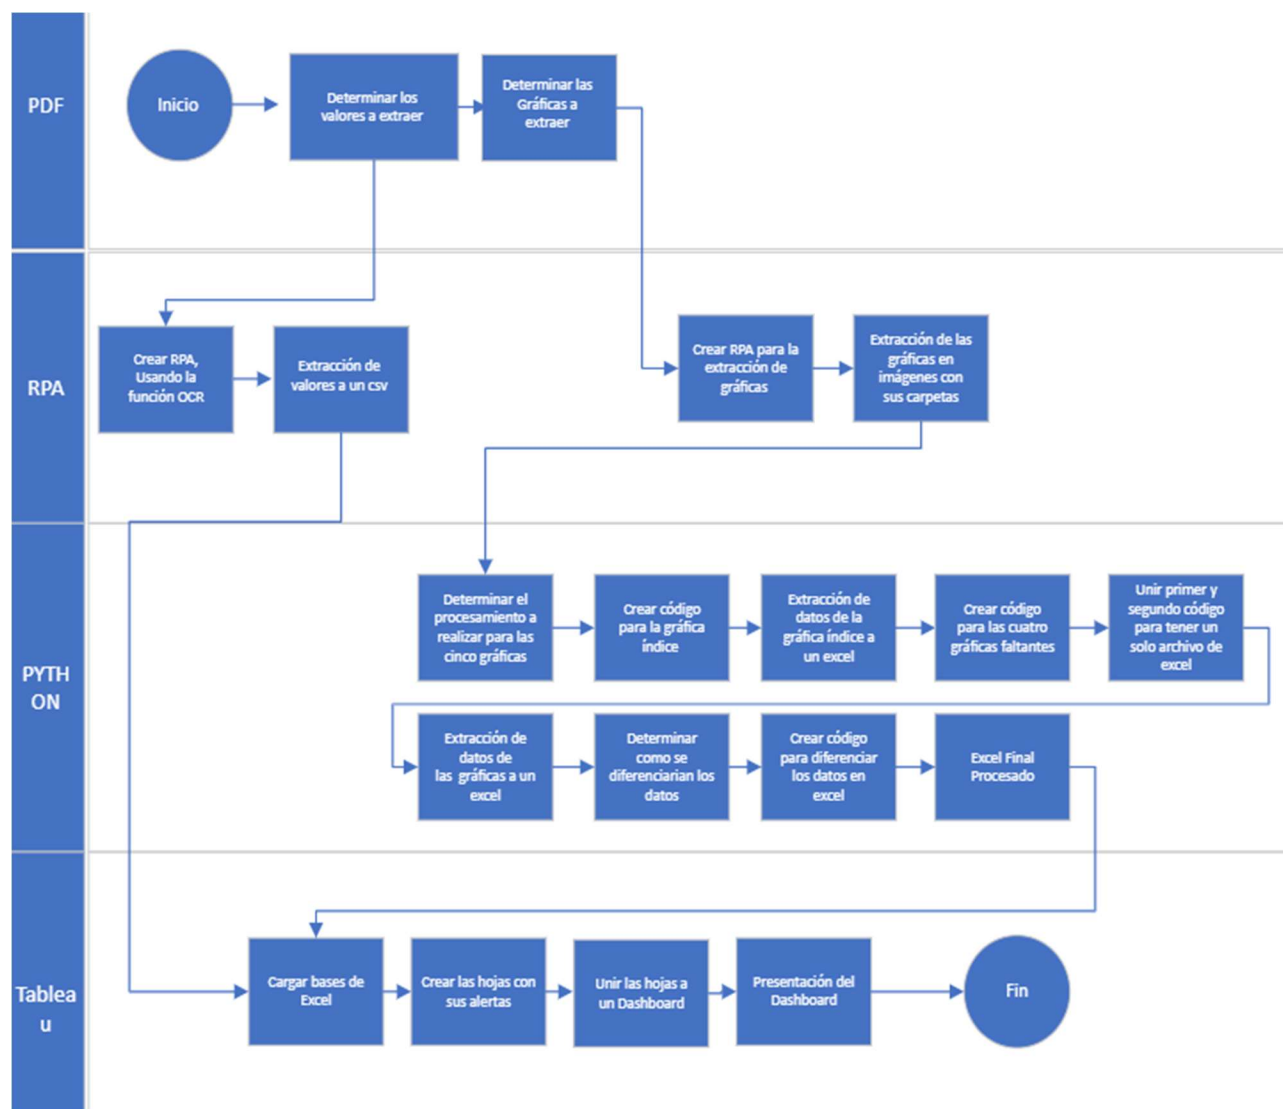 PDF
Inicio
Determinar los
valores a extraer
Determinar las
Gráficas a
extraer
RPA
Crear RPA,
Usando la
función OCR
Extracción de
valores a un csv
Crear RPA para la
extracción de
gráficas
Extracción de las
gráficas en
imágenes con
sus carpetas
PYTH
ON
Determinar el
procesamiento a
realizar para las
cinco gráficas
Crear código
para la gráfica
índice
Extracción de
datos de la
gráfica índice a
un excel
Crear código
para las cuatro
gráficas faltantes
Unir primer y
segundo código
para tener un
solo archivo de
excel
Extracción de
datos de
las gráficas a un
excel
Determinar
como se
diferenciarian los
datos
Crear código
para diferenciar
los datos en
excel
Excel Final
Procesado
Tablea
u
Cargar bases de
Excel
Crear las hojas con
sus alertas
Unir las hojas a
un Dashboard
Presentación del
Dashboard
Fin